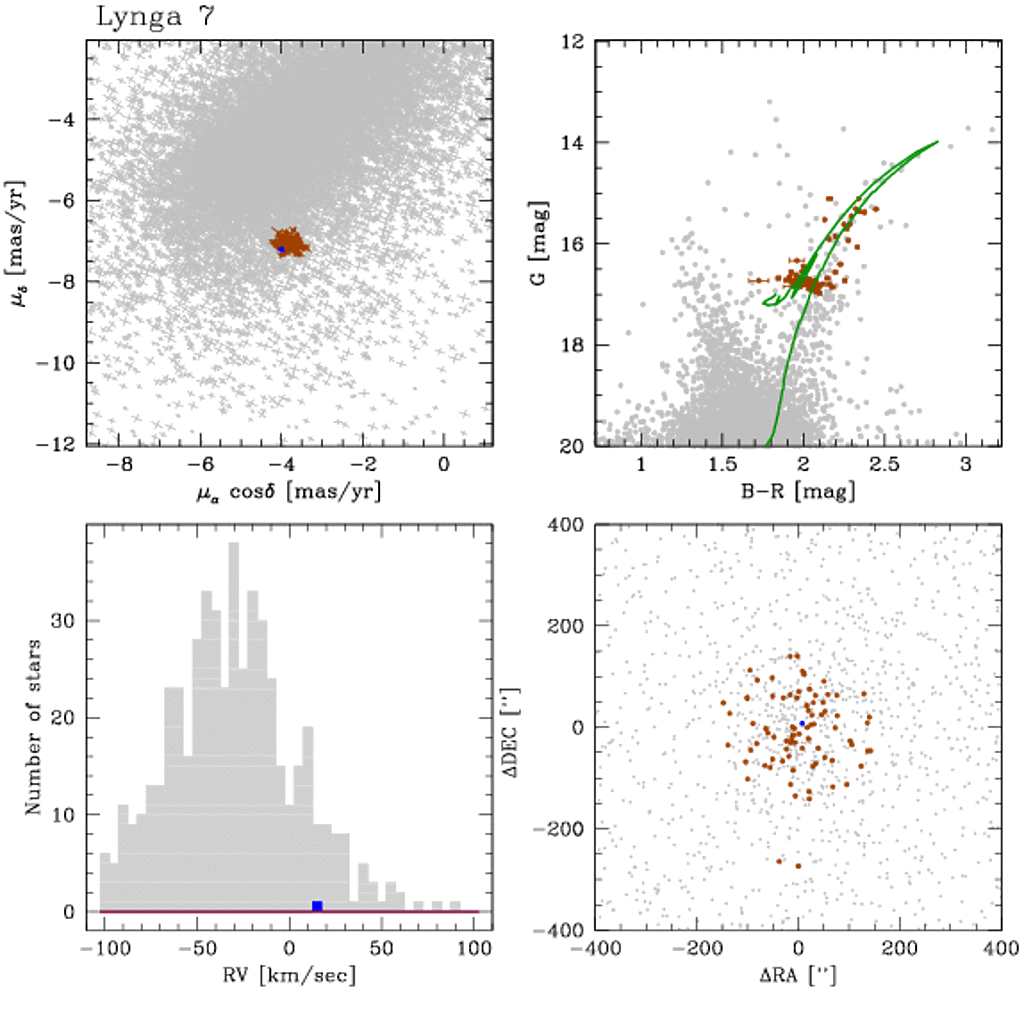 Lynga 7
−4
−6
−8
−10
−12
μδ [mas/yr]
−8 −6 −4 −2 0
μα cosδ [mas/yr]
12
14
16
18
20
G [mag]
1 1.5 2 2.5 3
B−R [mag]
30
20
10
0
Number of stars
−100 −50 0 50 100
RV [km/sec]
400
200
0
−200
−400
ΔDEC [″]
−400 −200 0 200 400
ΔRA [″]